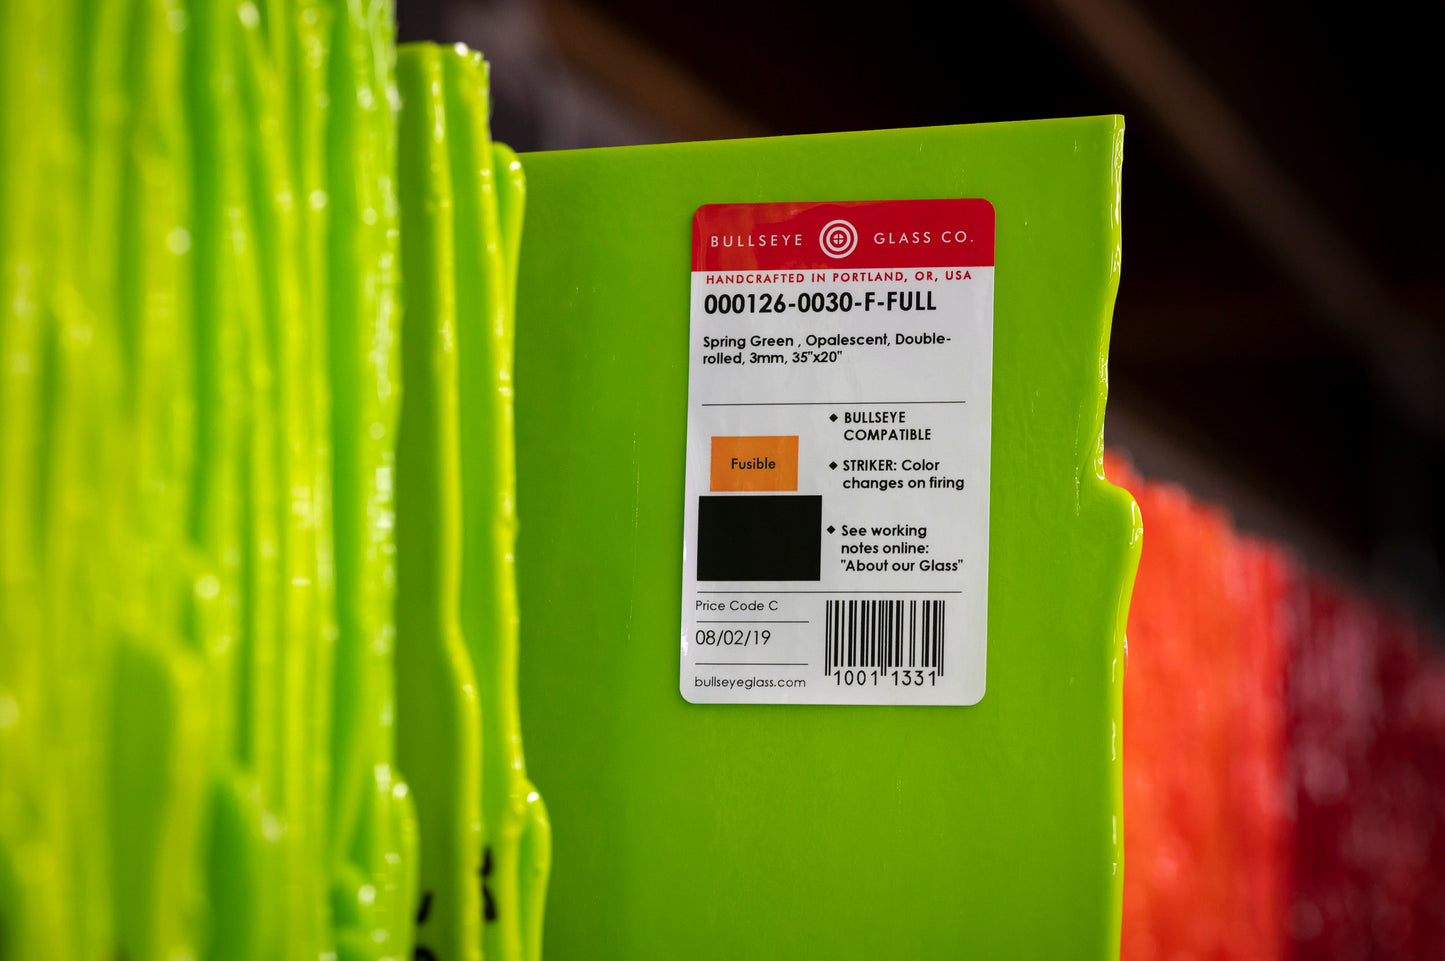 BULLSEYE GLASS CO.
HANDCRAFTED IN PORTLAND, OR, USA
000126-0030-F-FULL
Spring Green , Opalescent, Double-
rolled, 3mm, 35"x20"
◆ BULLSEYE
COMPATIBLE
Fusible
◆ STRIKER: Color
changes on firing
◆ See working
notes online:
"About our Glass"
Price Code C
08/02/19
bullseyeglass.com
1001 1331